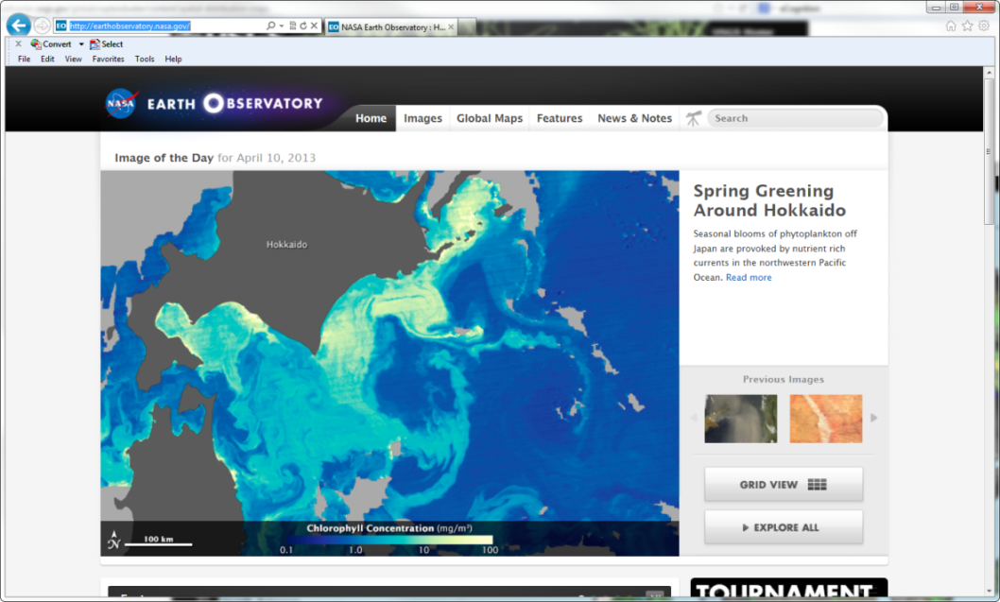 http://earthobservatory.nasa.gov/
EO NASA Earth Observatory : H...
Convert Select
File Edit View Favorites Tools Help
NASA EARTH OBSERVATORY
Home Images Global Maps Features News & Notes Search
Image of the Day for April 10, 2013
Spring Greening
Around Hokkaido
Seasonal blooms of phytoplankton off
Japan are provoked by nutrient rich
currents in the northwestern Pacific
Ocean. Read more
Hokkaido
Previous Images
GRID VIEW
EXPLORE ALL
Chlorophyll Concentration (mg/m³)
N 100 km
0.1 1.0 10 100
TOURNAMENT